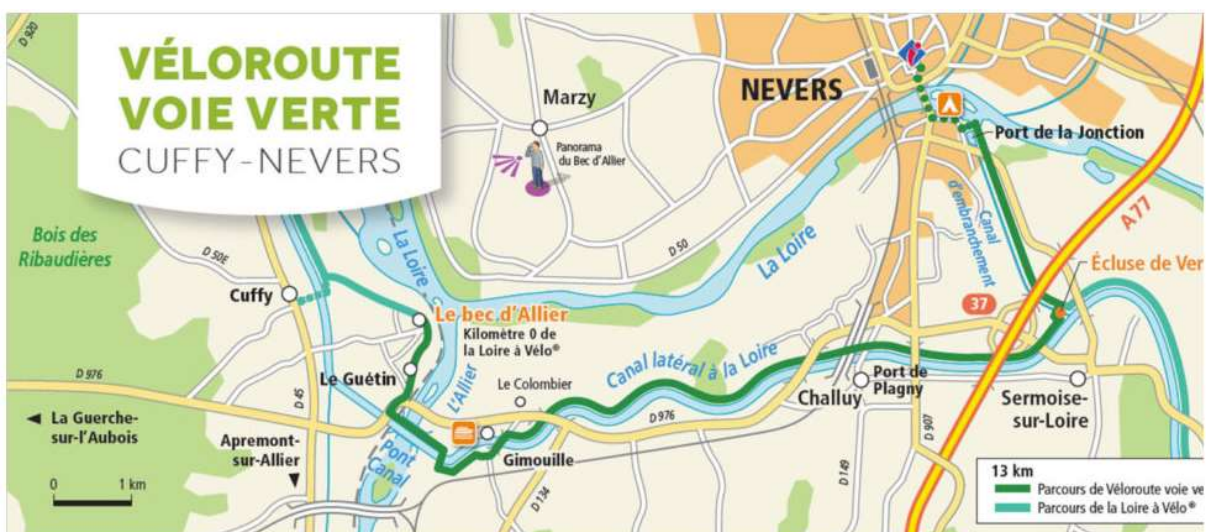 VÉLOROUTE
VOIE VERTE
CUFFY-NEVERS
D 920
Marzy
Panorama
du Bec d'Allier
NEVERS
Port de la Jonction
Canal
d'embranchement
A 77
Écluse de Ver
37
Bois des
Ribaudières
D 50E
D 50
La Loire
La Loire
Cuffy
Le bec d'Allier
Kilomètre 0 de
la Loire à Vélo®
Le Guétin
L'Allier
Le Colombier
Canal latéral à la Loire
D 976
D 45
D 976
Challuy
Port de
Plagny
Sermoise-
sur-Loire
La Guerche-
sur-l'Aubois
Apremont-
sur-Allier
Pont
Canal
Gimouille
D 134
D 149
D 907
0 1 km
13 km
Parcours de Véloroute voie ve
Parcours de la Loire à Vélo®